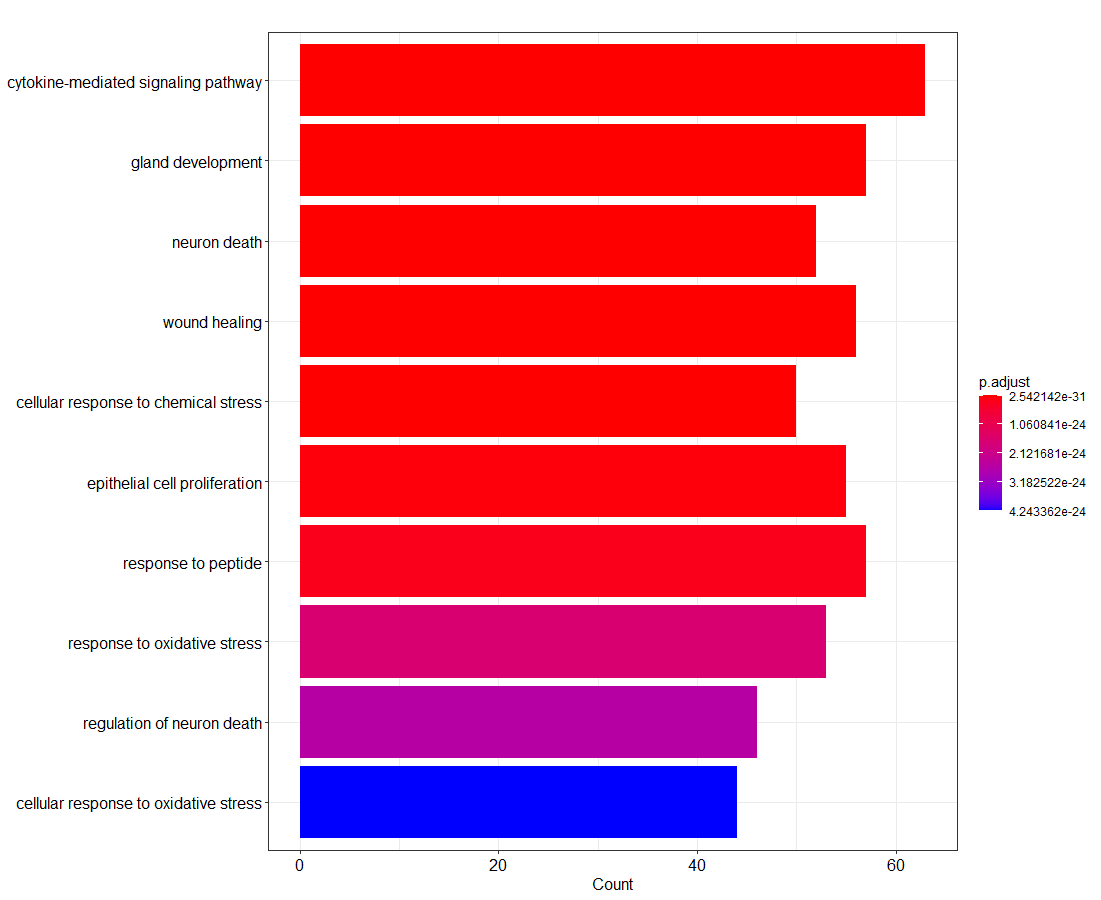 cytokine-mediated signaling pathway
gland development
neuron death
wound healing
cellular response to chemical stress
epithelial cell proliferation
response to peptide
response to oxidative stress
regulation of neuron death
cellular response to oxidative stress
0 20 40 60
Count
p.adjust
2.542142e-31
1.060841e-24
2.121681e-24
3.182522e-24
4.243362e-24